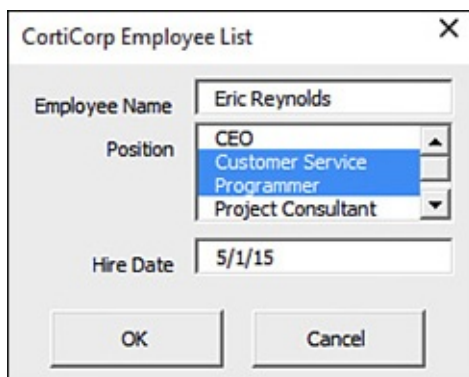 CortiCorp Employee List
Employee Name Eric Reynolds
Position CEO
Customer Service
Programmer
Project Consultant
Hire Date 5/1/15
OK Cancel